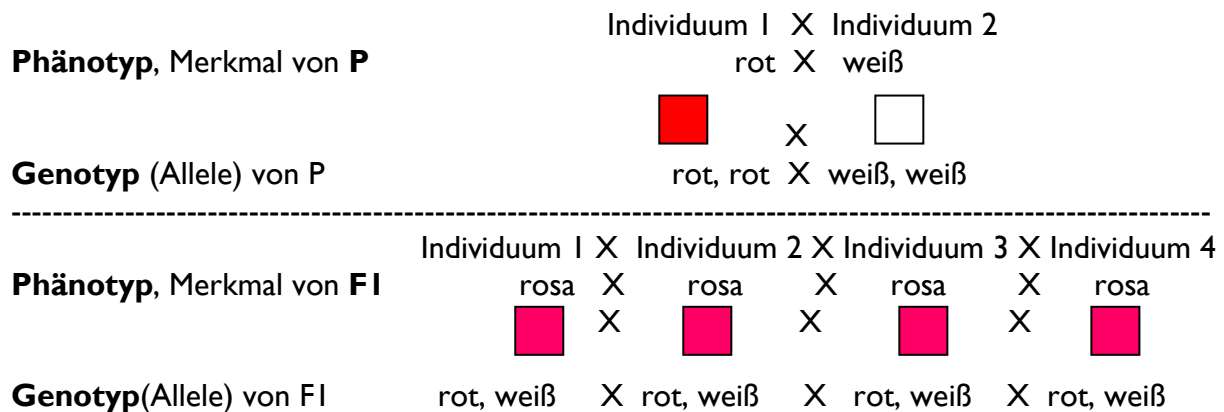 Individuum 1 X Individuum 2
Phänotyp, Merkmal von P rot X weiß
X
Genotyp (Allele) von P rot, rot X weiß, weiß
--------------------------------------------------------------------------------------------------------------
Individuum 1 X Individuum 2 X Individuum 3 X Individuum 4
Phänotyp, Merkmal von F1 rosa X rosa X rosa X rosa
X X X
Genotyp(Allele) von F1 rot, weiß X rot, weiß X rot, weiß X rot, weiß